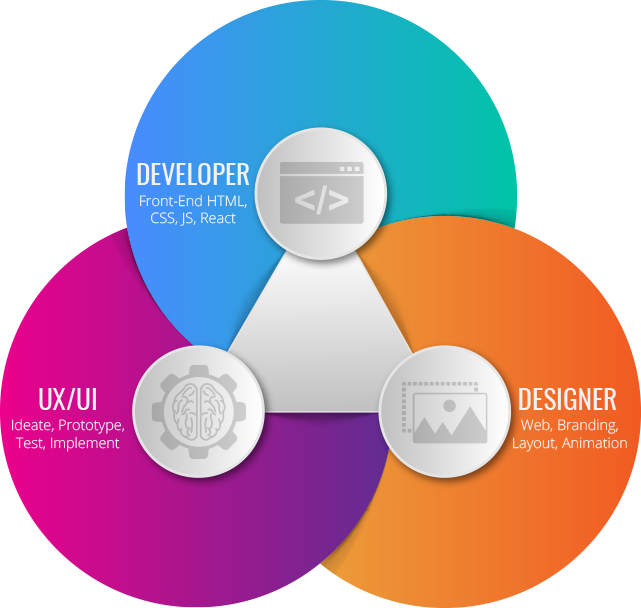 DEVELOPER
Front-End HTML,
CSS, JS, React
</>
UX/UI
Ideate, Prototype,
Test, Implement
DESIGNER
Web, Branding,
Layout, Animation